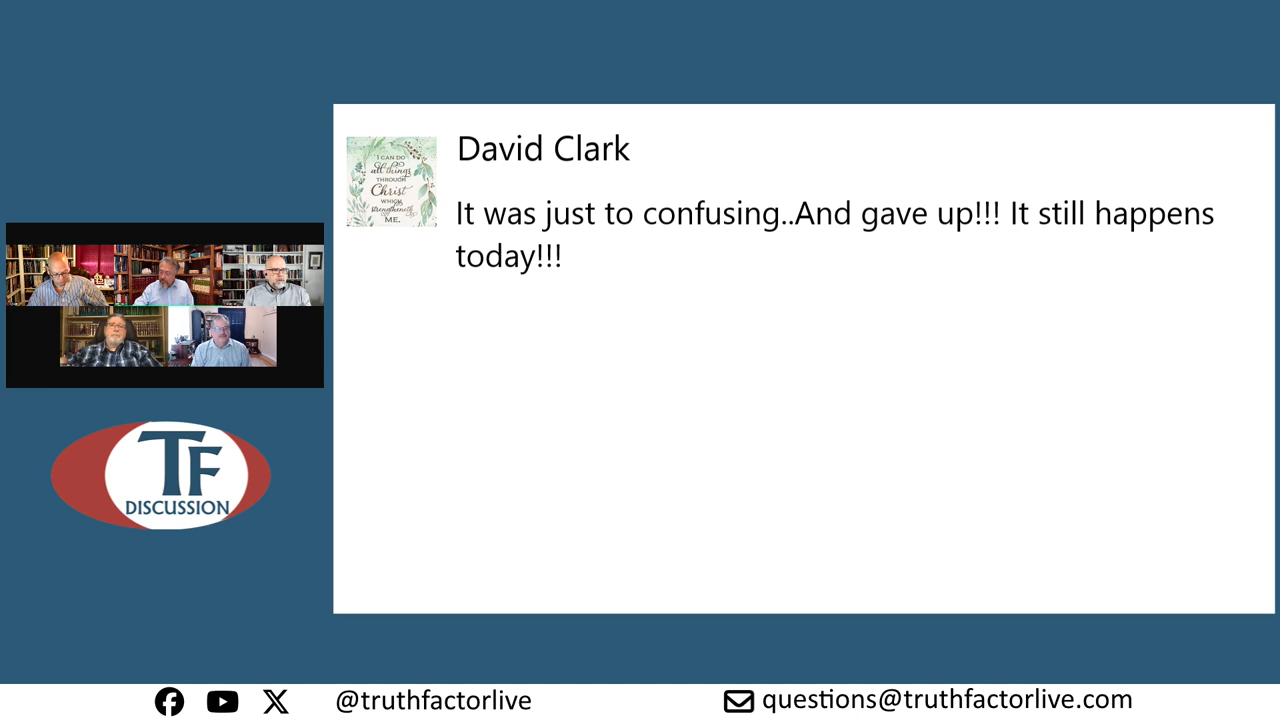 David Clark
It was just to confusing..And gave up!!! It still happens
today!!!
I CAN DO
all things
THROUGH
Christ
WHICH
strengtheneth
ME.
TF
DISCUSSION
@truthfactorlive
questions@truthfactorlive.com